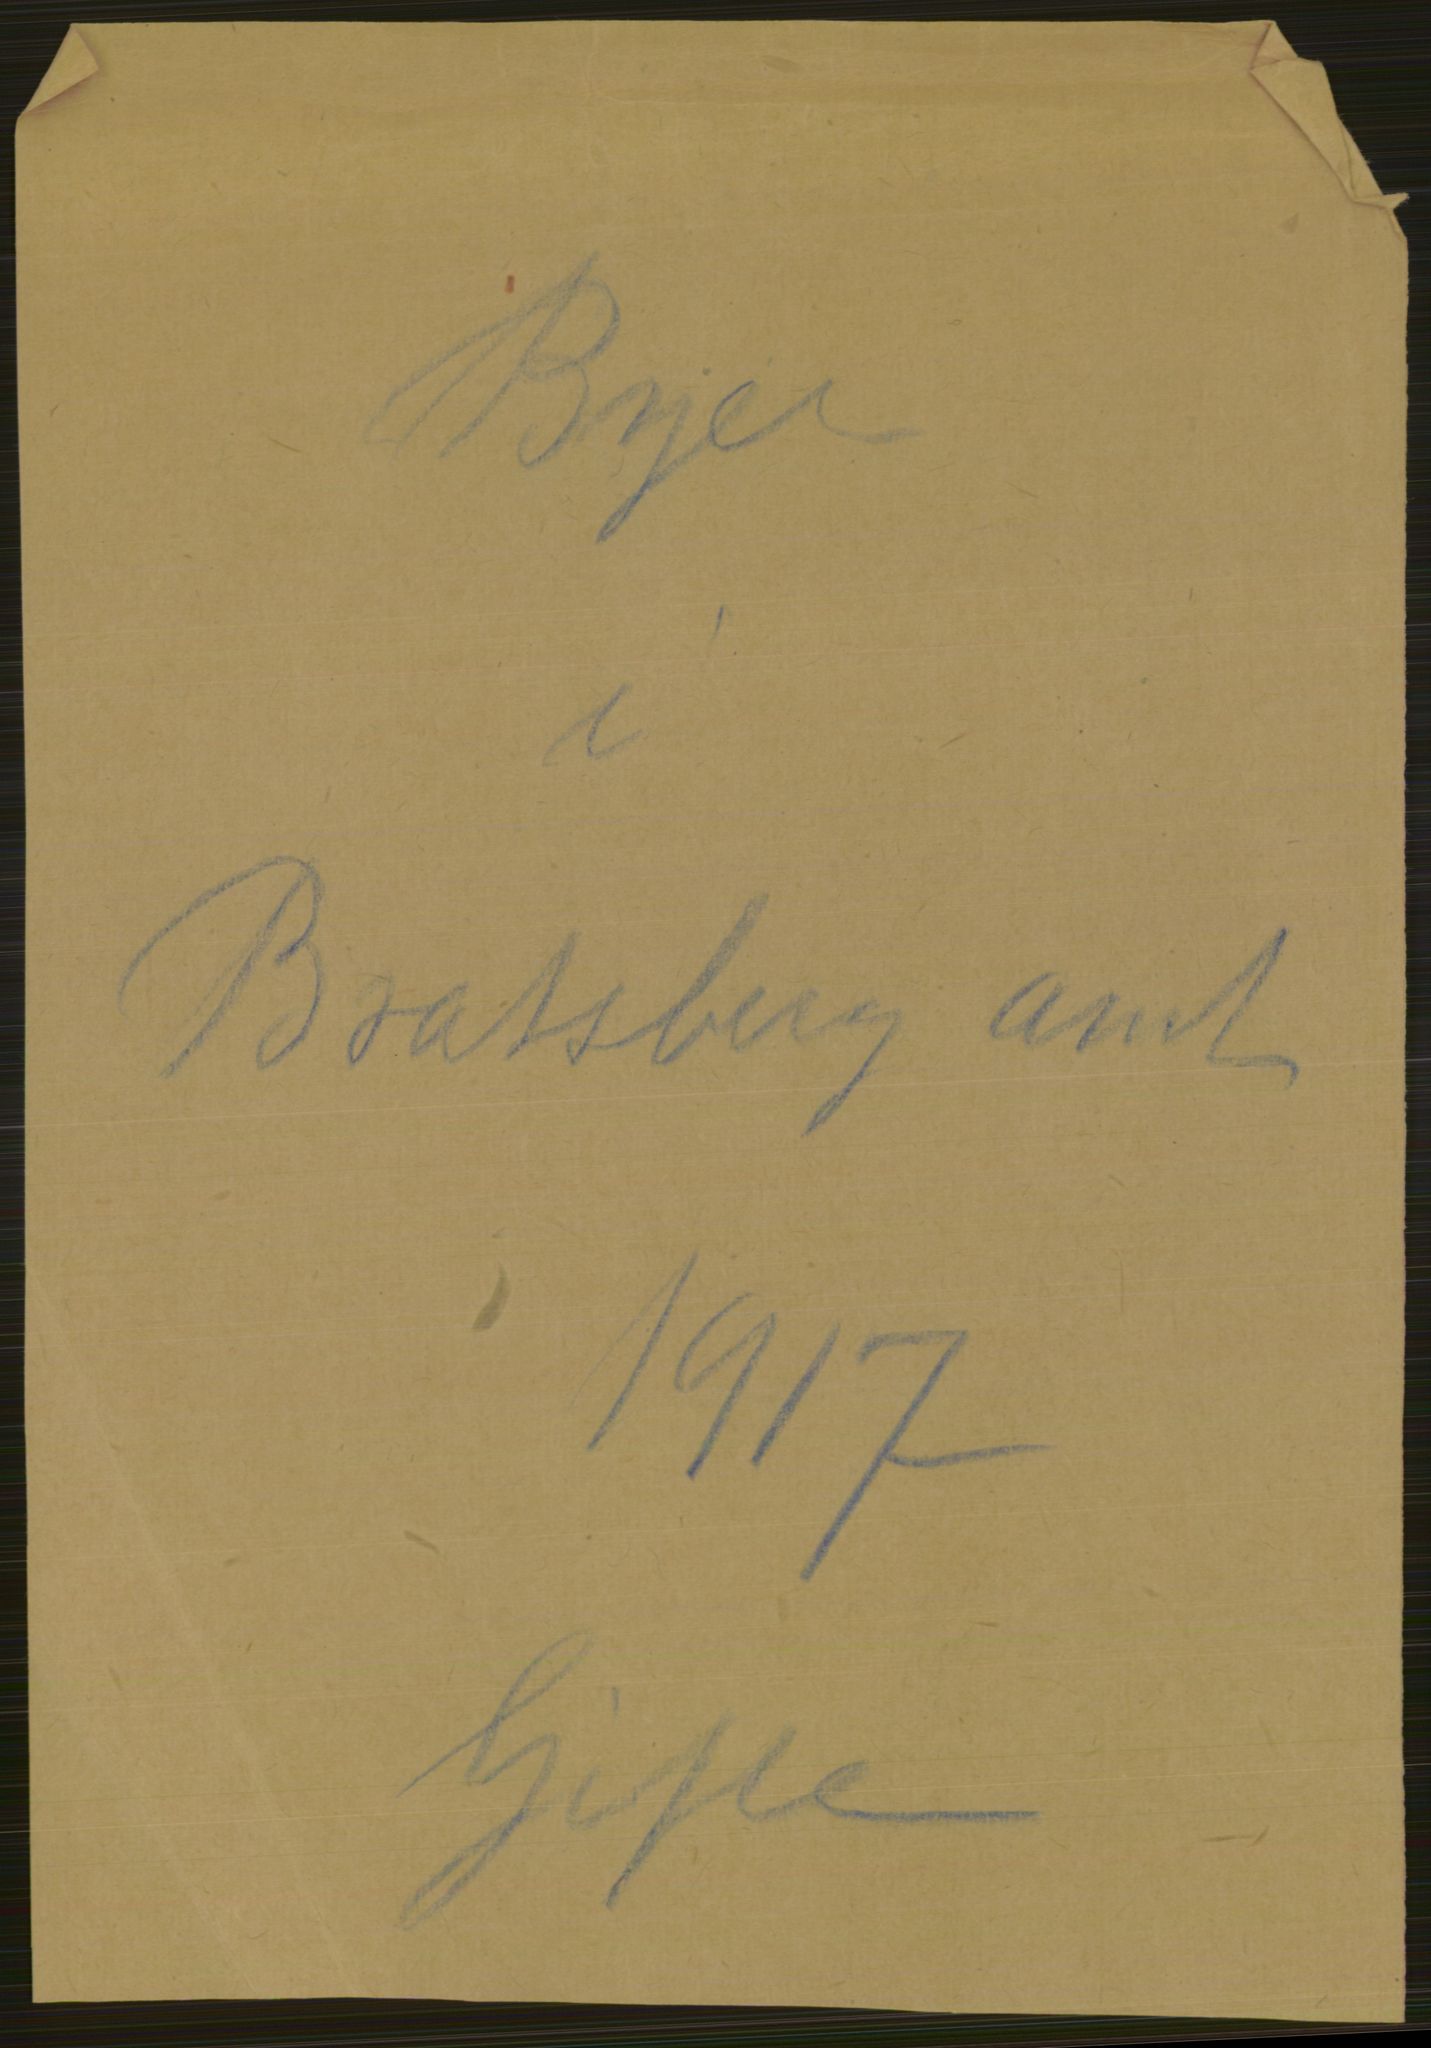 Byer
i
Bratsberg amt
1917
Gifte